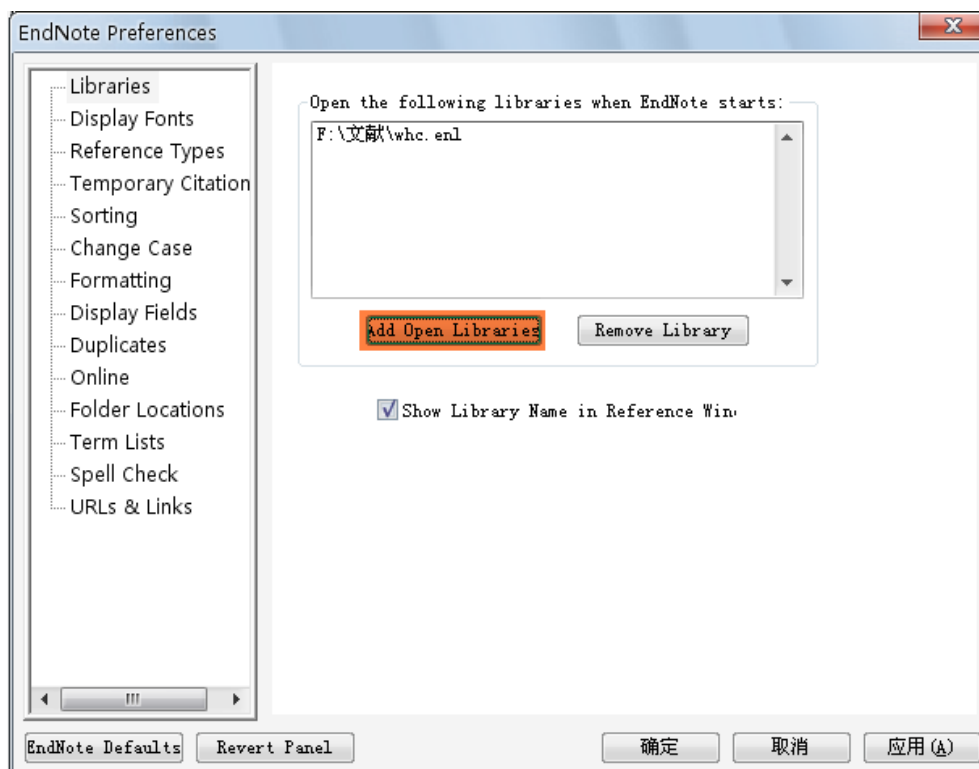 EndNote Preferences
Libraries
Display Fonts
Reference Types
Temporary Citation
Sorting
Change Case
Formatting
Display Fields
Duplicates
Online
Folder Locations
Term Lists
Spell Check
URLs & Links
Open the following libraries when EndNote starts:
F:\文献\whc.enl
Add Open Libraries
Remove Library
Show Library Name in Reference Win
EndNote Defaults
Revert Panel
确定
取消
应用(A)